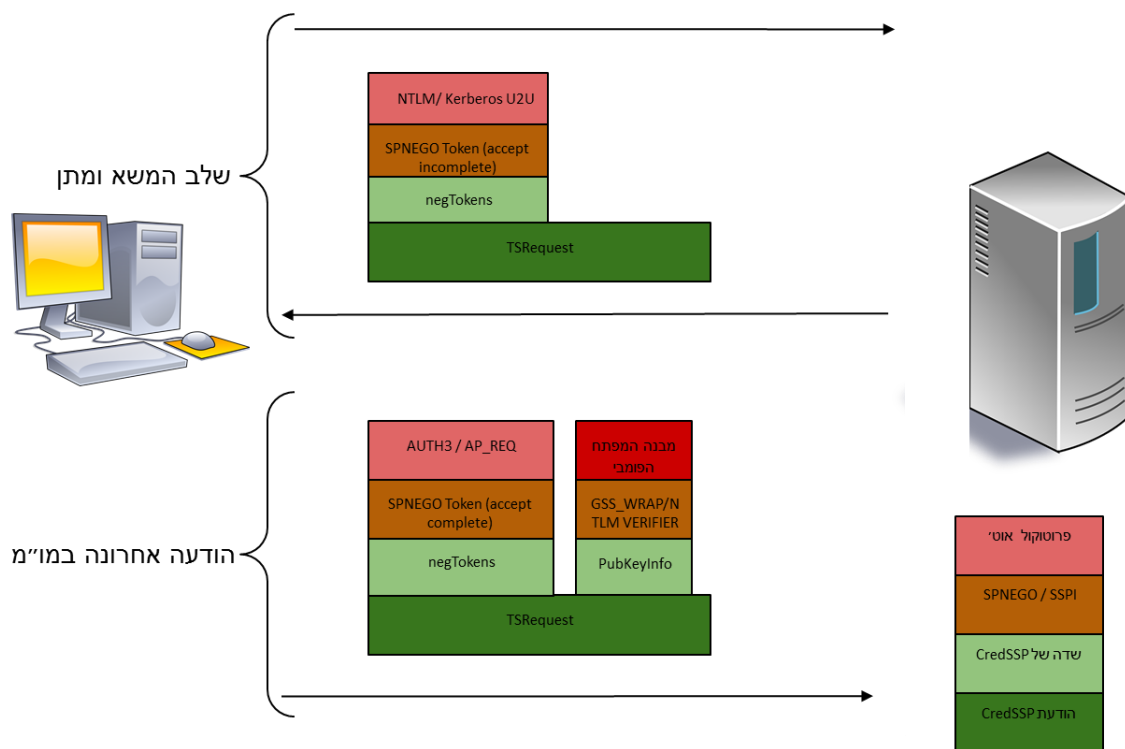 NTLM/ Kerberos U2U
SPNEGO Token (accept
incomplete)
negTokens
TSRequest
שלב המשא ומתן
AUTH3 / AP_REQ
SPNEGO Token (accept
complete)
negTokens
מבנה המפתח
הפומבי
GSS_WRAP/N
TLM VERIFIER
PubKeyInfo
TSRequest
הודעה אחרונה במו״מ
פרוטוקול אוט׳
SPNEGO / SSPI
שדה של CredSSP
הודעת CredSSP